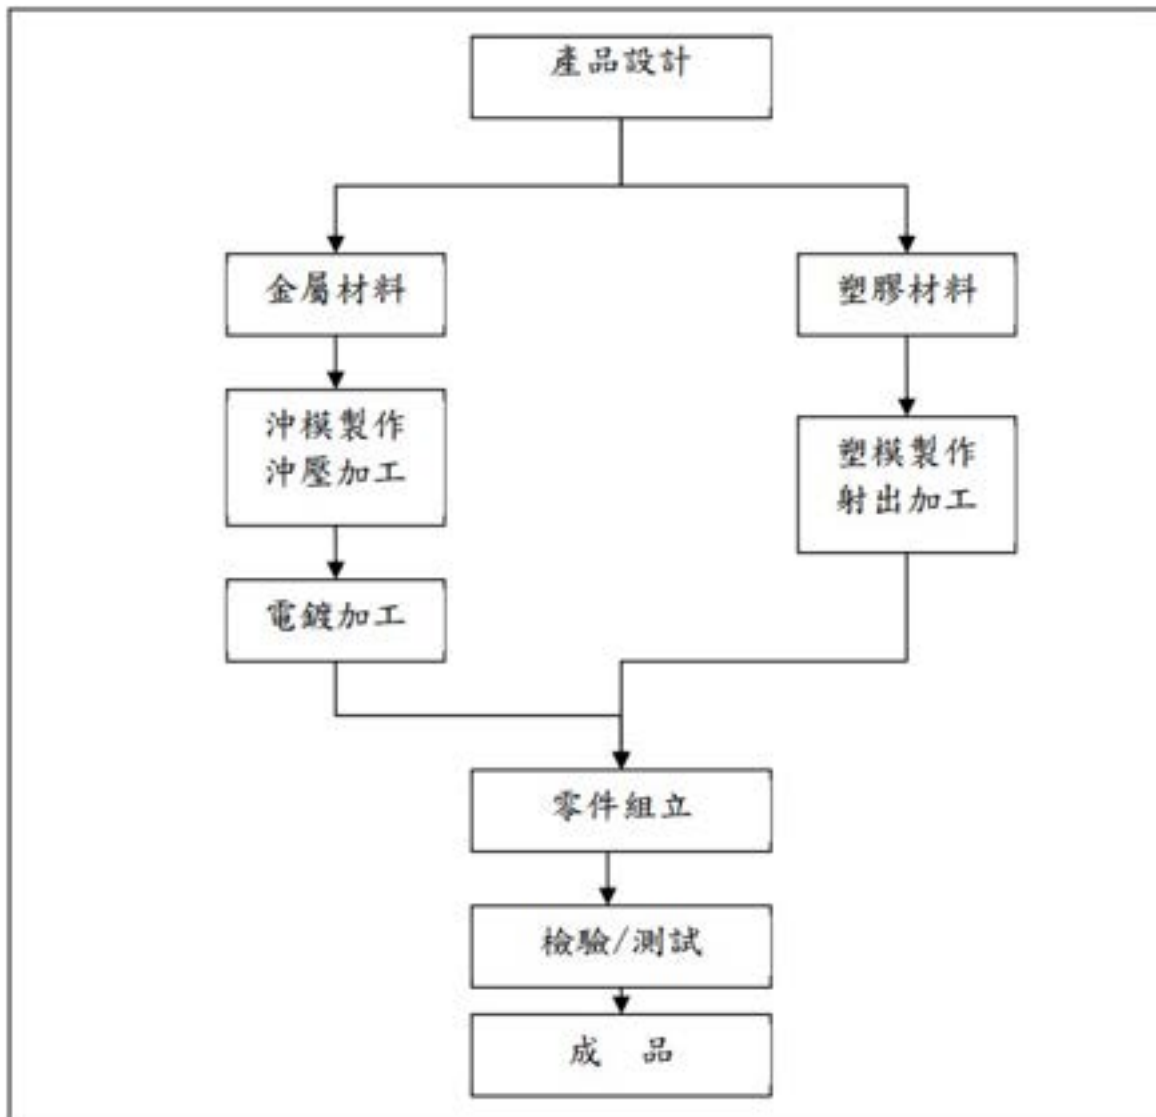 產品設計
金屬材料
塑膠材料
沖模製作
沖壓加工
塑模製作
射出加工
電鍍加工
零件組立
檢驗/測試
成 品